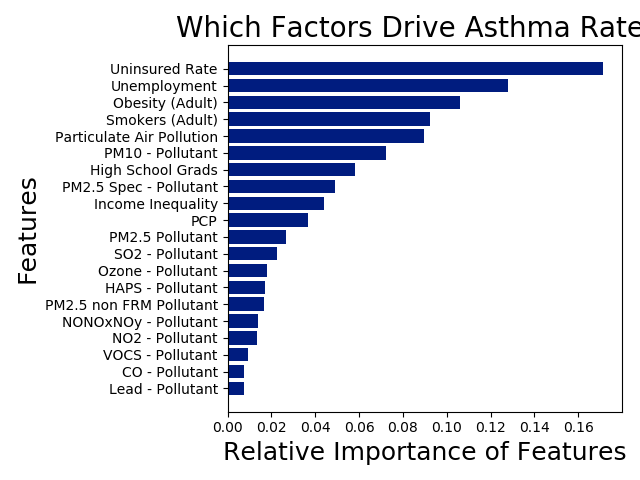 Which Factors Drive Asthma Rate
Uninsured Rate
Unemployment
Obesity (Adult)
Smokers (Adult)
Particulate Air Pollution
PM10 - Pollutant
High School Grads
PM2.5 Spec - Pollutant
Income Inequality
PCP
PM2.5 Pollutant
SO2 - Pollutant
Ozone - Pollutant
HAPS - Pollutant
PM2.5 non FRM Pollutant
NONOxNOy - Pollutant
NO2 - Pollutant
VOCS - Pollutant
CO - Pollutant
Lead - Pollutant
Features
0.00 0.02 0.04 0.06 0.08 0.10 0.12 0.14 0.16
Relative Importance of Features